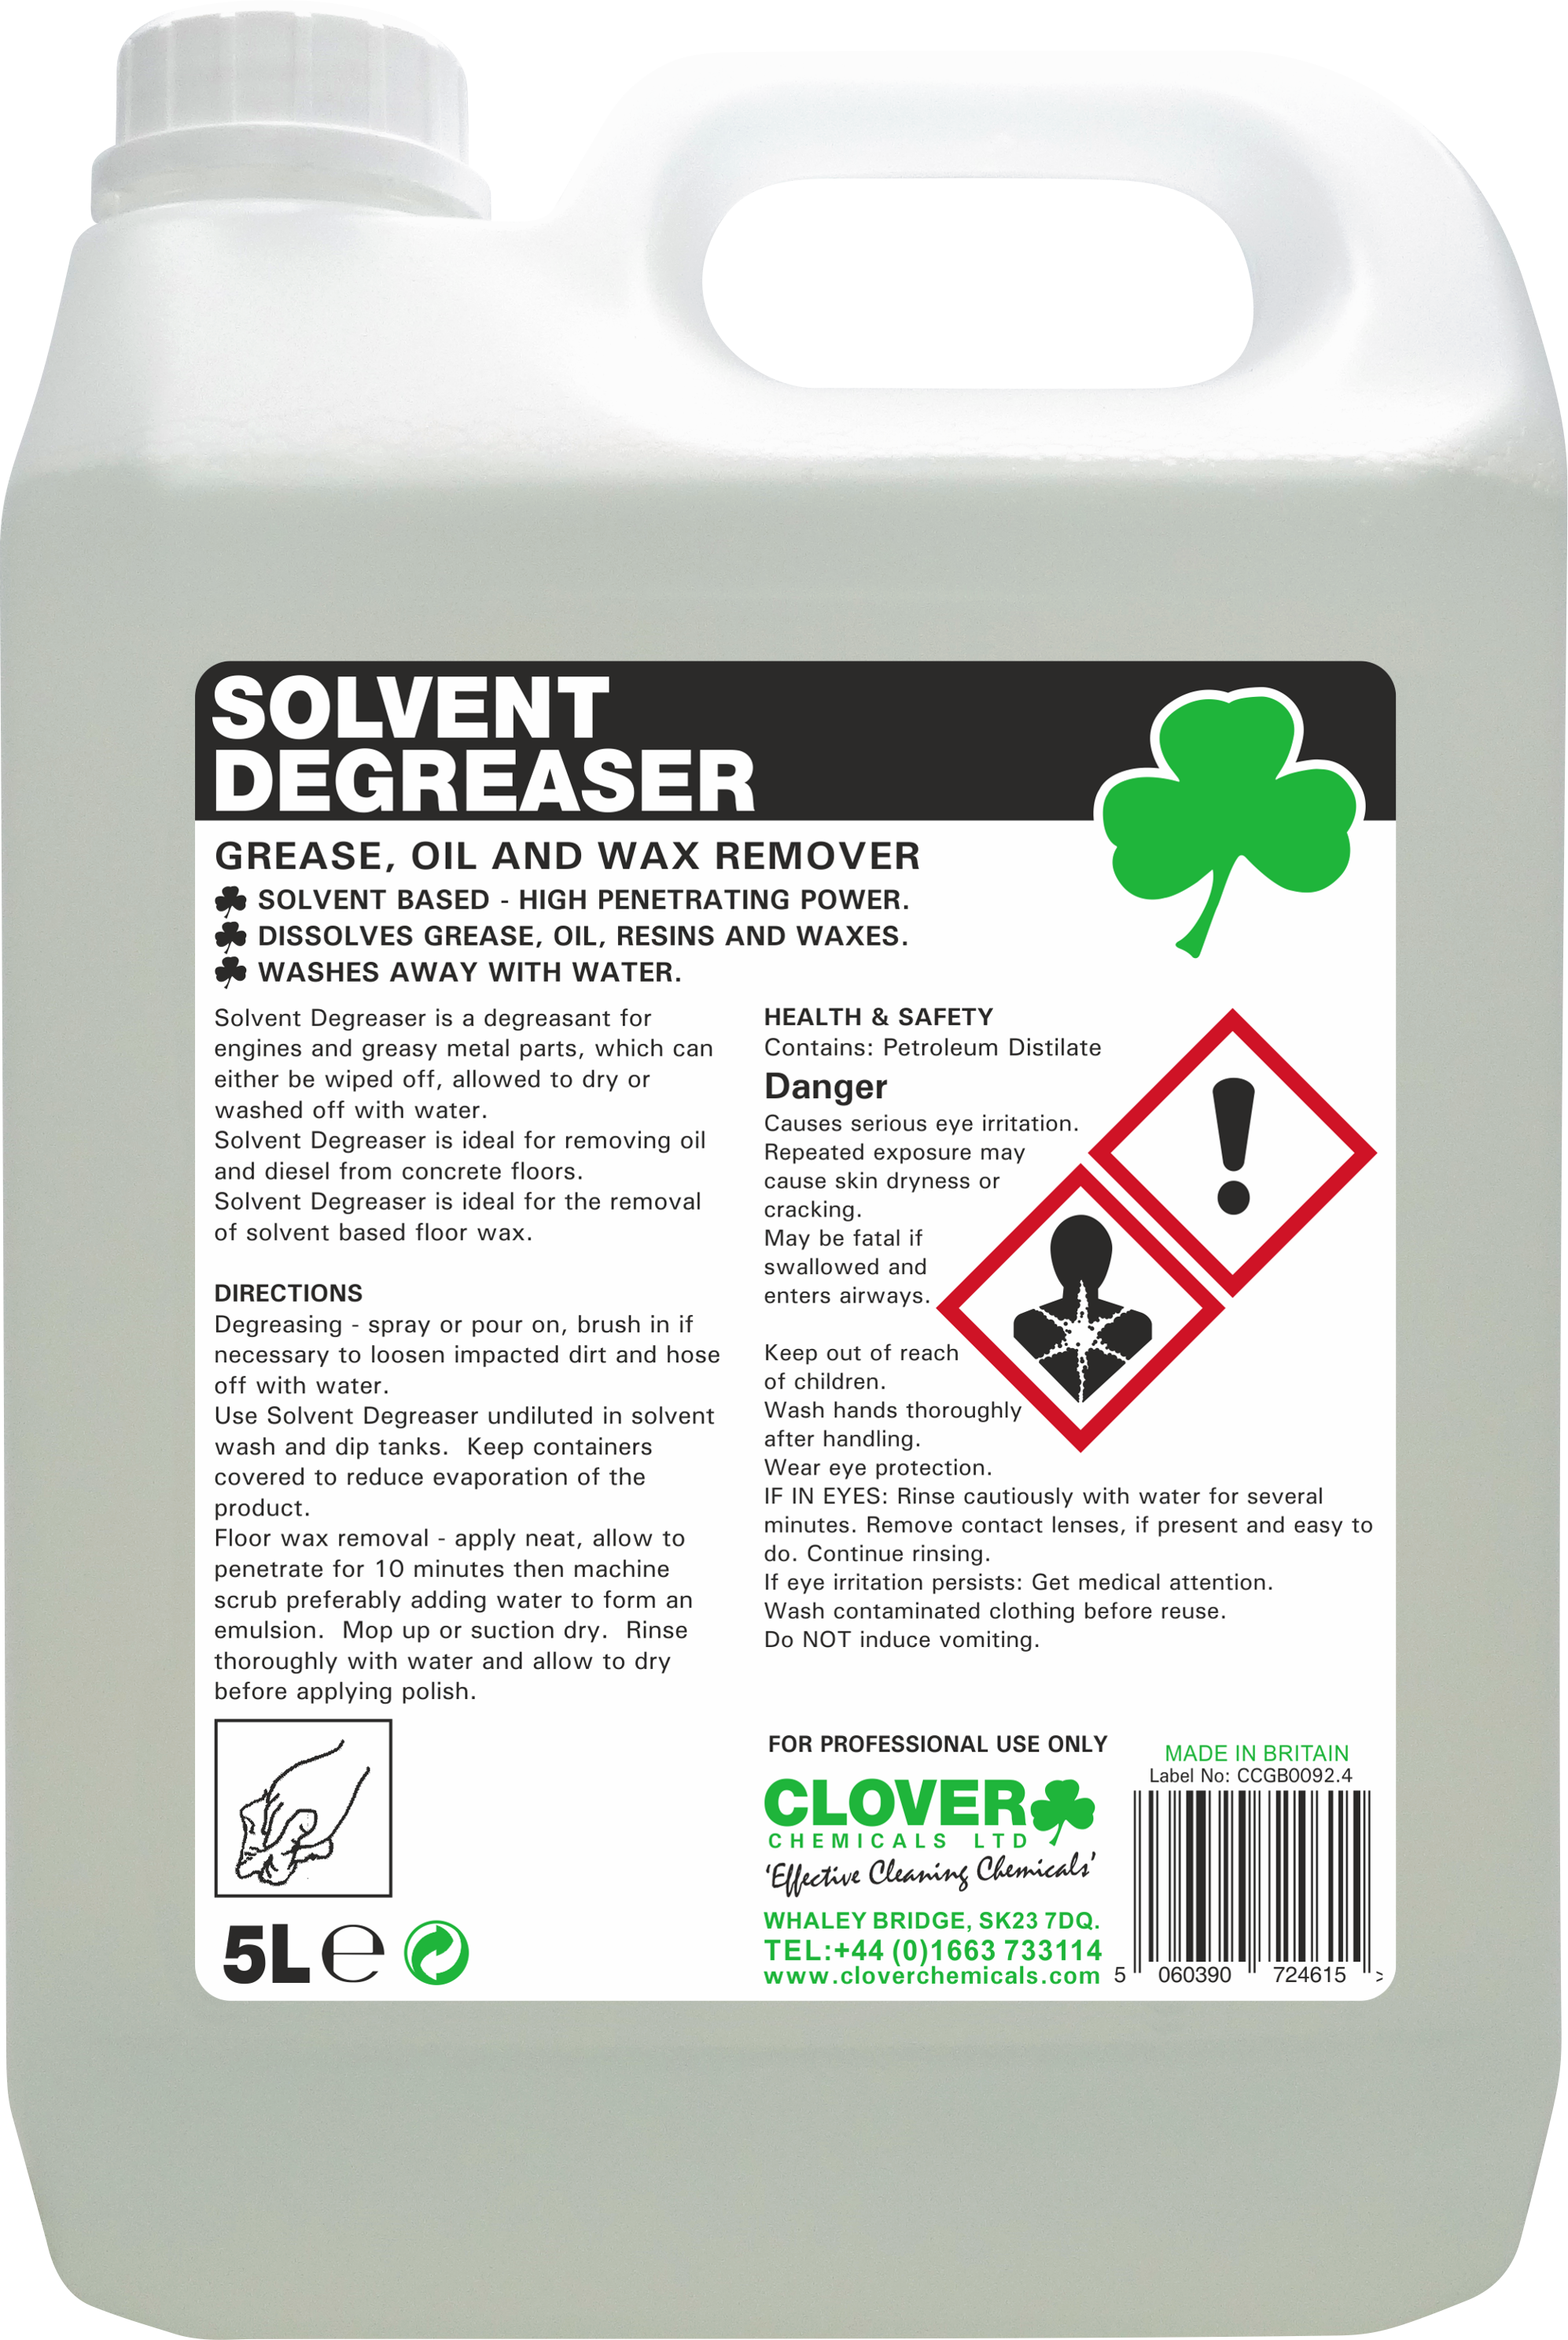 SOLVENT
DEGREASER
GREASE, OIL AND WAX REMOVER
SOLVENT BASED - HIGH PENETRATING POWER.
DISSOLVES GREASE, OIL, RESINS AND WAXES.
WASHES AWAY WITH WATER.
Solvent Degreaser is a degreasant for
engines and greasy metal parts, which can
either be wiped off, allowed to dry or
washed off with water.
Solvent Degreaser is ideal for removing oil
and diesel from concrete floors.
Solvent Degreaser is ideal for the removal
of solvent based floor wax.
DIRECTIONS
Degreasing - spray or pour on, brush in if
necessary to loosen impacted dirt and hose
off with water.
Use Solvent Degreaser undiluted in solvent
wash and dip tanks.  Keep containers
covered to reduce evaporation of the
product.
Floor wax removal - apply neat, allow to
penetrate for 10 minutes then machine
scrub preferably adding water to form an
emulsion.  Mop up or suction dry.  Rinse
thoroughly with water and allow to dry
before applying polish.
5L e
HEALTH & SAFETY
Contains: Petroleum Distilate
Danger
Causes serious eye irritation.
Repeated exposure may
cause skin dryness or
cracking.
May be fatal if
swallowed and
enters airways.
Keep out of reach
of children.
Wash hands thoroughly
after handling.
Wear eye protection.
IF IN EYES: Rinse cautiously with water for several
minutes. Remove contact lenses, if present and easy to
do. Continue rinsing.
If eye irritation persists: Get medical attention.
Wash contaminated clothing before reuse.
Do NOT induce vomiting.
FOR PROFESSIONAL USE ONLY
CLOVER
CHEMICALS LTD
'Effective Cleaning Chemicals'
WHALEY BRIDGE, SK23 7DQ.
TEL:+44 (0)1663 733114
www.cloverchemicals.com
MADE IN BRITAIN
Label No: CCGB0092.4
5 060390 724615 >